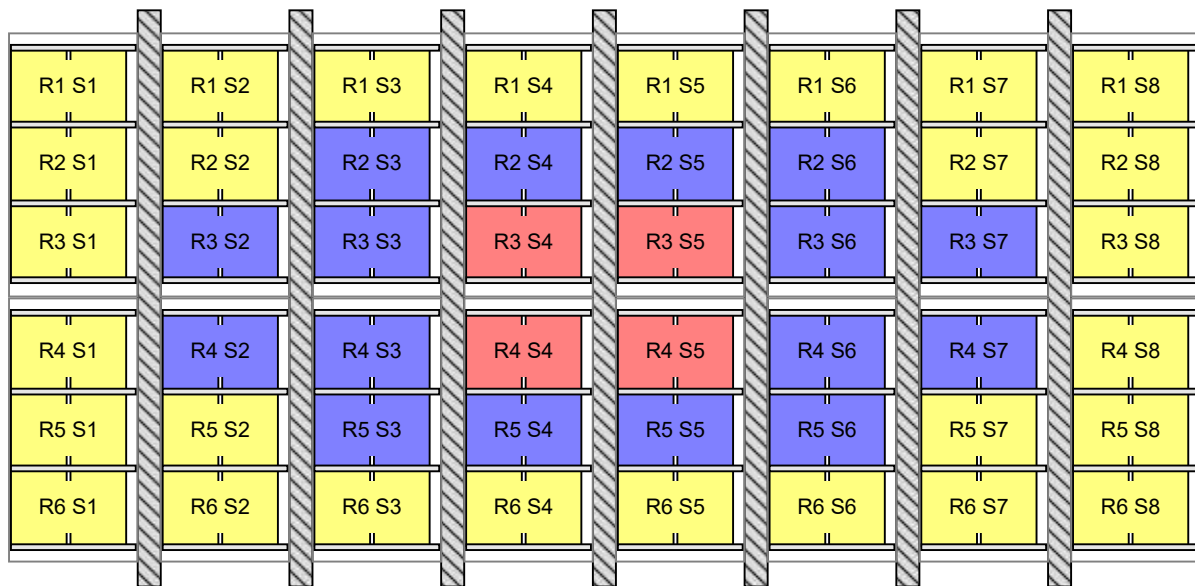 R1 S1 R1 S2 R1 S3 R1 S4 R1 S5 R1 S6 R1 S7 R1 S8
R2 S1 R2 S2 R2 S3 R2 S4 R2 S5 R2 S6 R2 S7 R2 S8
R3 S1 R3 S2 R3 S3 R3 S4 R3 S5 R3 S6 R3 S7 R3 S8
R4 S1 R4 S2 R4 S3 R4 S4 R4 S5 R4 S6 R4 S7 R4 S8
R5 S1 R5 S2 R5 S3 R5 S4 R5 S5 R5 S6 R5 S7 R5 S8
R6 S1 R6 S2 R6 S3 R6 S4 R6 S5 R6 S6 R6 S7 R6 S8